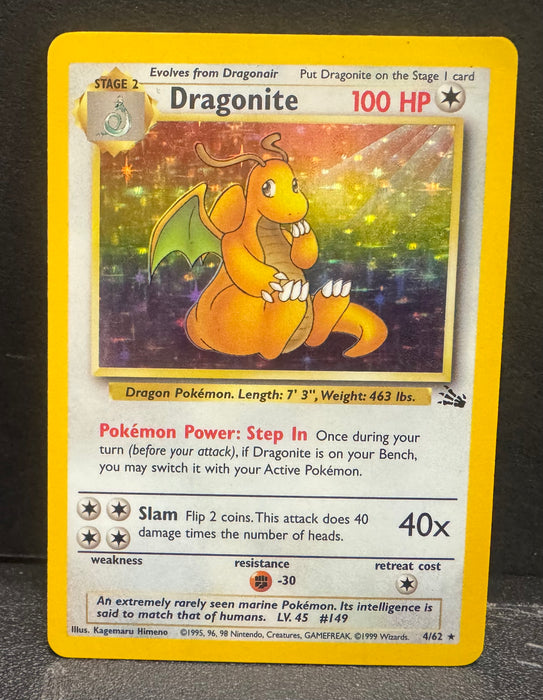 Evolves from Dragonair Put Dragonite on the Stage 1 card
STAGE 2
Dragonite 100 HP
Dragon Pokémon. Length: 7' 3", Weight: 463 lbs.
Pokémon Power: Step In Once during your
turn (before your attack), if Dragonite is on your Bench,
you may switch it with your Active Pokémon.
Slam Flip 2 coins. This attack does 40
damage times the number of heads.
40x
weakness resistance retreat cost
-30
An extremely rarely seen marine Pokémon. Its intelligence is
said to match that of humans. LV. 45 #149
Illus. Kagemaru Himeno ©1995, 96, 98 Nintendo, Creatures, GAMEFREAK. ©1999 Wizards. 4/62 ★